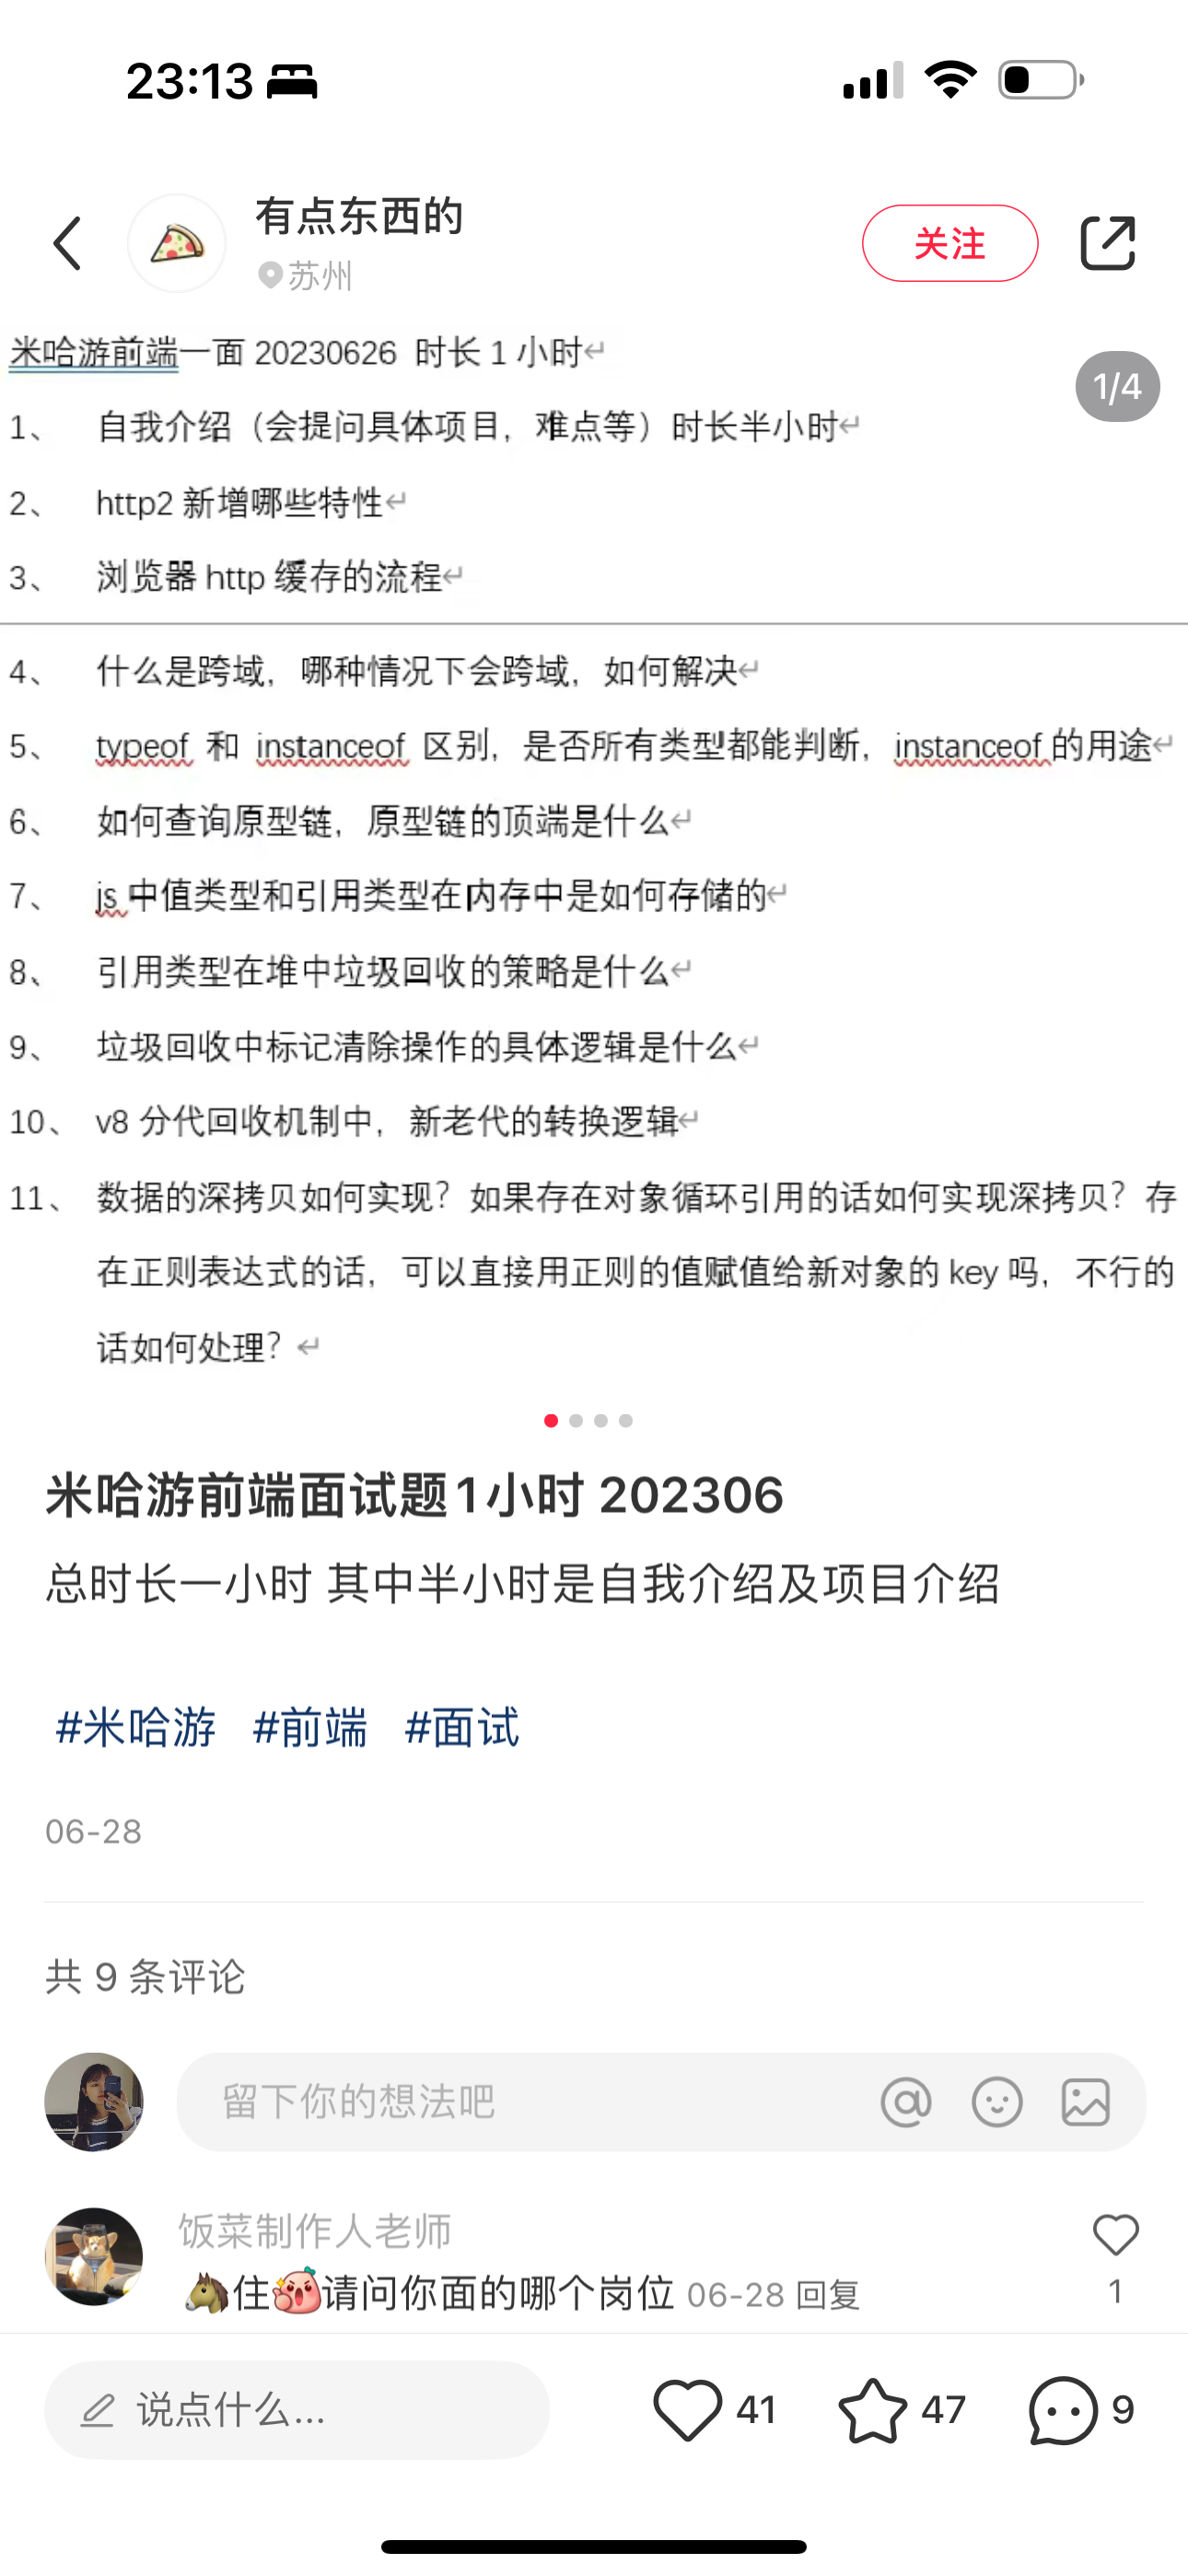 23:13
有点东西的
苏州
关注
米哈游前端一面 20230626 时长 1 小时↵
1/4
1、 自我介绍（会提问具体项目，难点等）时长半小时↵
2、 http2 新增哪些特性↵
3、 浏览器 http 缓存的流程↵
4、 什么是跨域，哪种情况下会跨域，如何解决↵
5、 typeof 和 instanceof 区别，是否所有类型都能判断，instanceof 的用途↵
6、 如何查询原型链，原型链的顶端是什么↵
7、 js 中值类型和引用类型在内存中是如何存储的↵
8、 引用类型在堆中垃圾回收的策略是什么↵
9、 垃圾回收中标记清除操作的具体逻辑是什么↵
10、 v8 分代回收机制中，新老代的转换逻辑↵
11、 数据的深拷贝如何实现？如果存在对象循环引用的话如何实现深拷贝？存
在正则表达式的话，可以直接用正则的值赋值给新对象的 key 吗，不行的
话如何处理？↵
米哈游前端面试题1小时 202306
总时长一小时 其中半小时是自我介绍及项目介绍
#米哈游 #前端 #面试
06-28
共 9 条评论
留下你的想法吧
饭菜制作人老师
🐴住请问你面的哪个岗位 06-28 回复
1
说点什么...
41
47
9